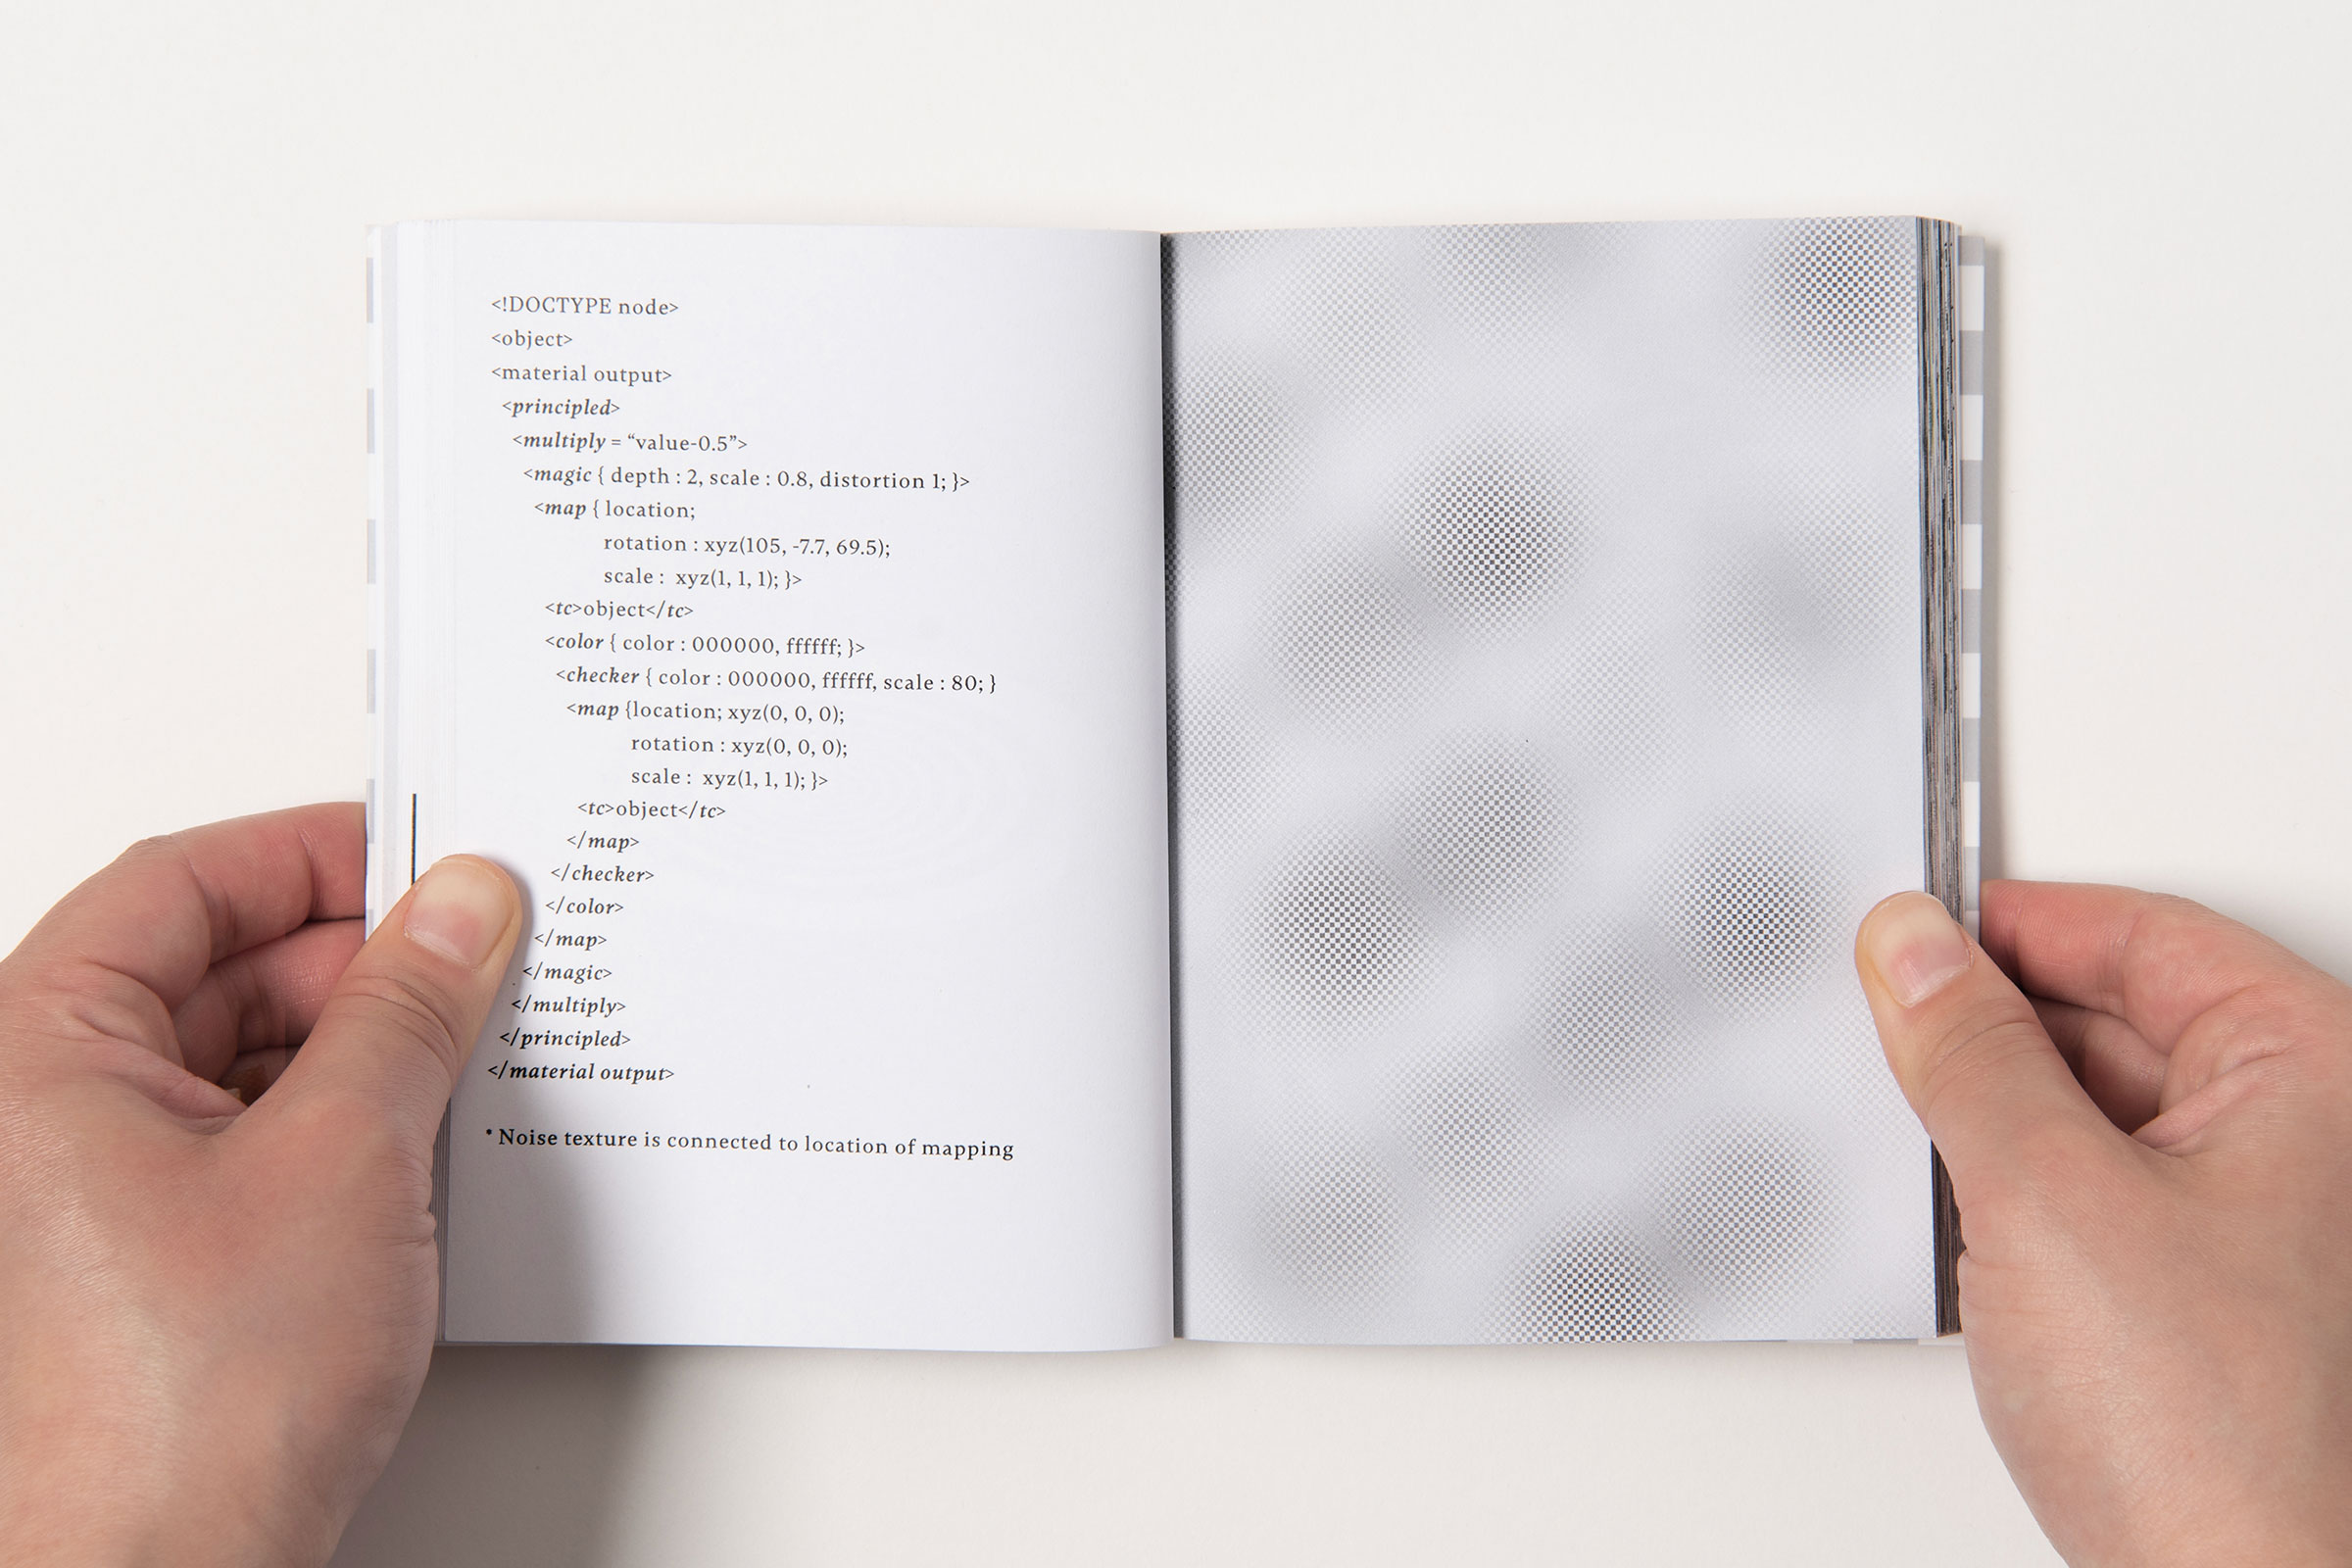 <!DOCTYPE node>
<object>
<material output>
<principled>
<multiply = “value-0.5”>
<magic { depth : 2, scale : 0.8, distortion 1; }>
<map { location;
rotation : xyz(105, -7.7, 69.5);
scale :  xyz(1, 1, 1); }>
<tc>object</tc>
<color { color : 000000, ffffff; }>
<checker { color : 000000, ffffff, scale : 80; }
<map {location; xyz(0, 0, 0);
rotation : xyz(0, 0, 0);
scale :  xyz(1, 1, 1); }>
<tc>object</tc>
</map>
</checker>
</color>
</map>
</magic>
</multiply>
</principled>
</material output>
* Noise texture is connected to location of mapping